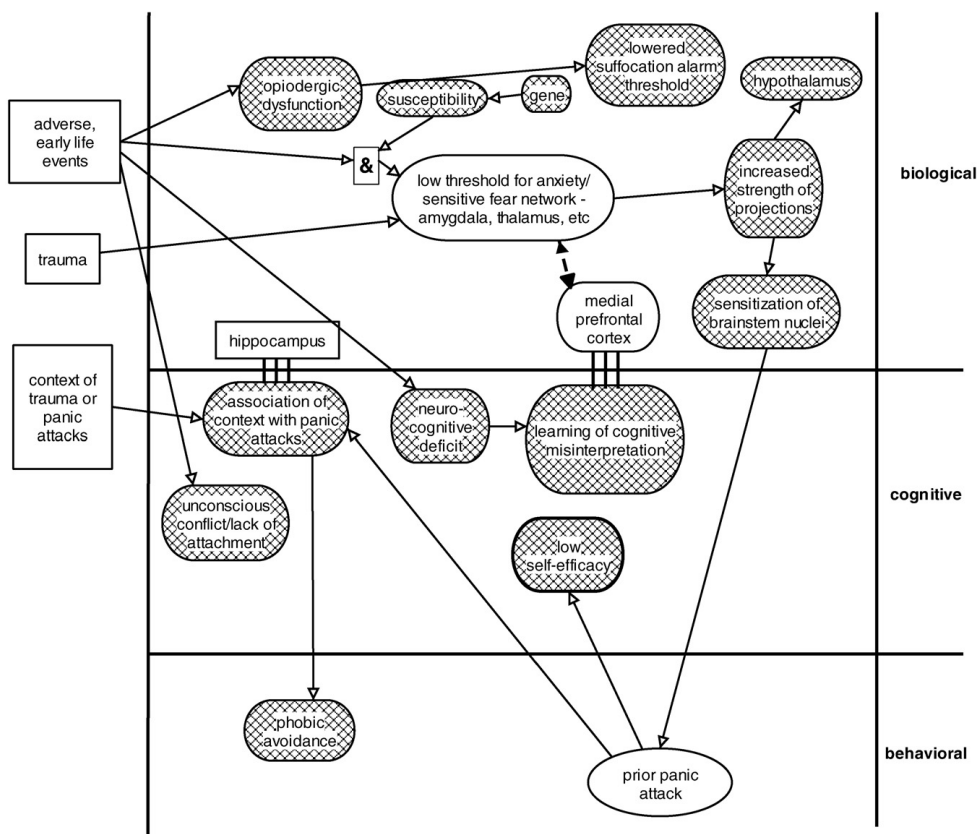 adverse,
early life
events
trauma
context of
trauma or
panic
attacks
opiodergic
dysfunction
susceptibility
gene
lowered
suffocation alarm
threshold
hypothalamus
&
low threshold for anxiety/
sensitive fear network -
amygdala, thalamus, etc
increased
strength of
projections
biological
medial
prefrontal
cortex
sensitization of
brainstem nuclei
hippocampus
association of
context with panic
attacks
neuro-
cognitive
deficit
learning of cognitive
misinterpretation
unconscious
conflict/lack of
attachment
low
self-efficacy
cognitive
phobic
avoidance
prior panic
attack
behavioral